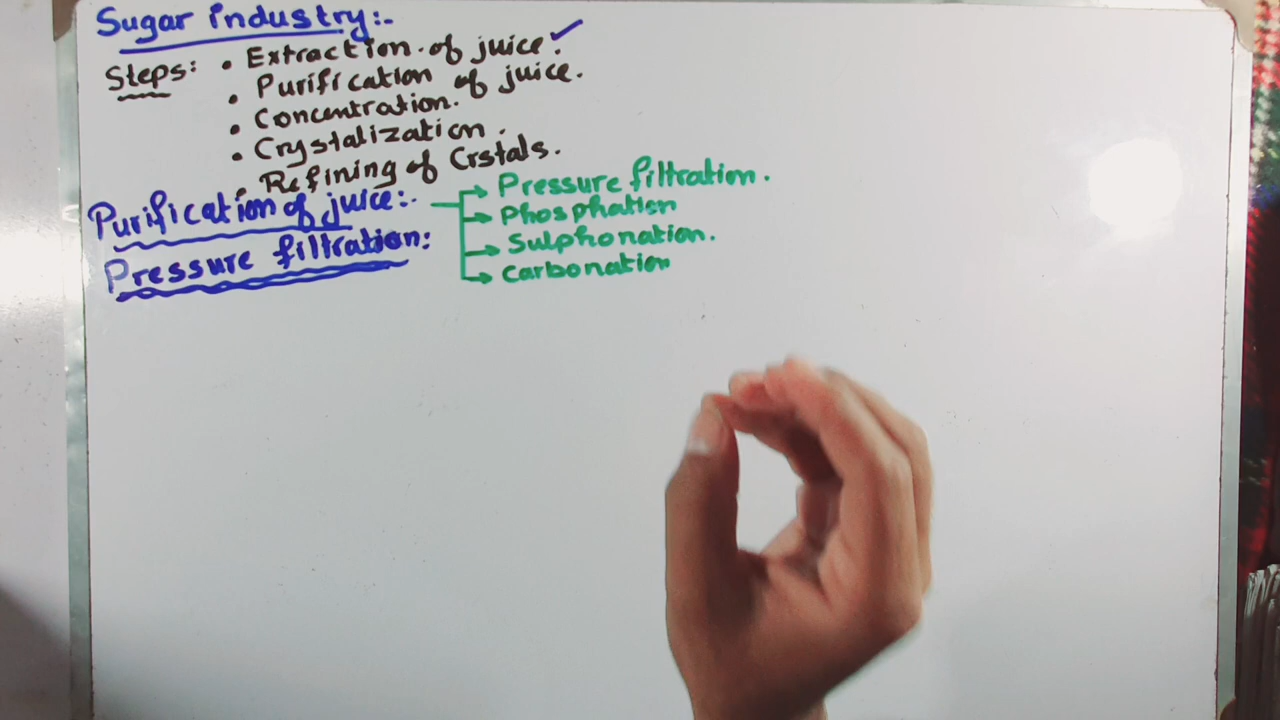 Sugar industry:-
Steps: • Extraction of juice. ✓
• Purification of juice.
• Concentration.
• Crystalization.
• Refining of Crstals.
Purification of juice:-
→ Pressure filtration.
→ Phosphation
→ Sulphonation.
→ Carbonation
Pressure filtration: